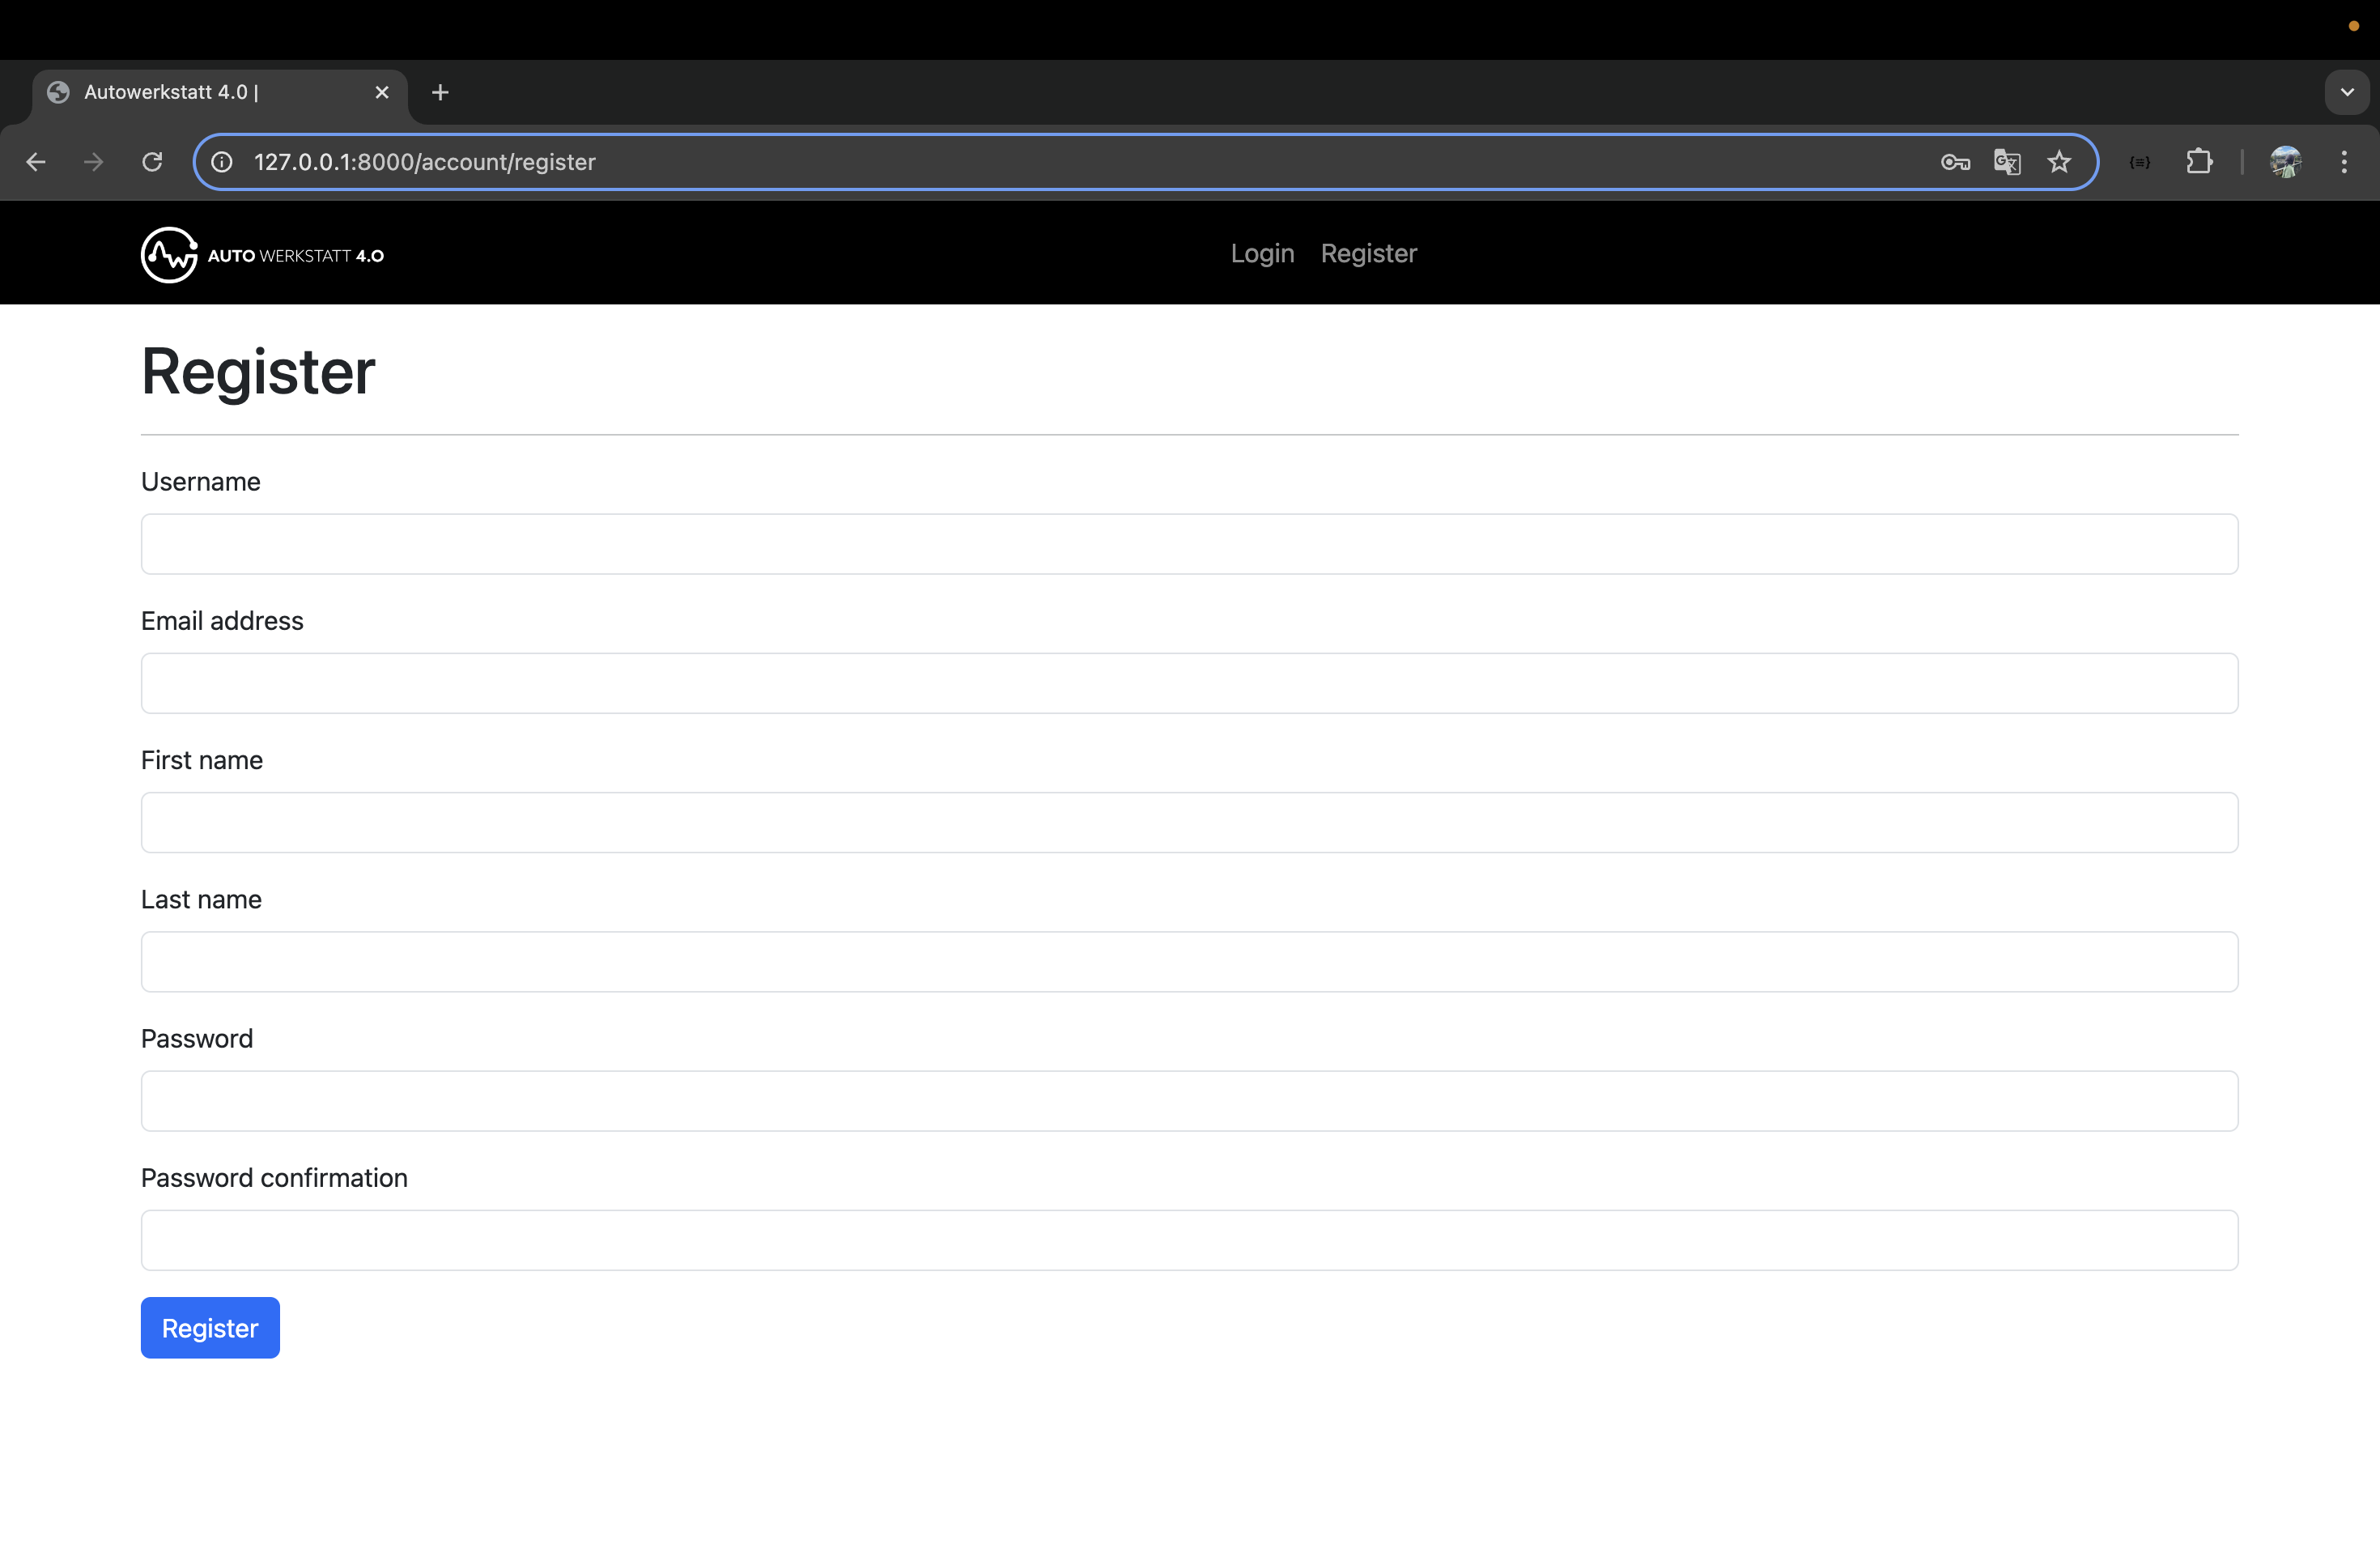 Autowerkstatt 4.0 |
127.0.0.1:8000/account/register
AUTO WERKSTATT 4.0
Login Register
Register
Username
Email address
First name
Last name
Password
Password confirmation
Register